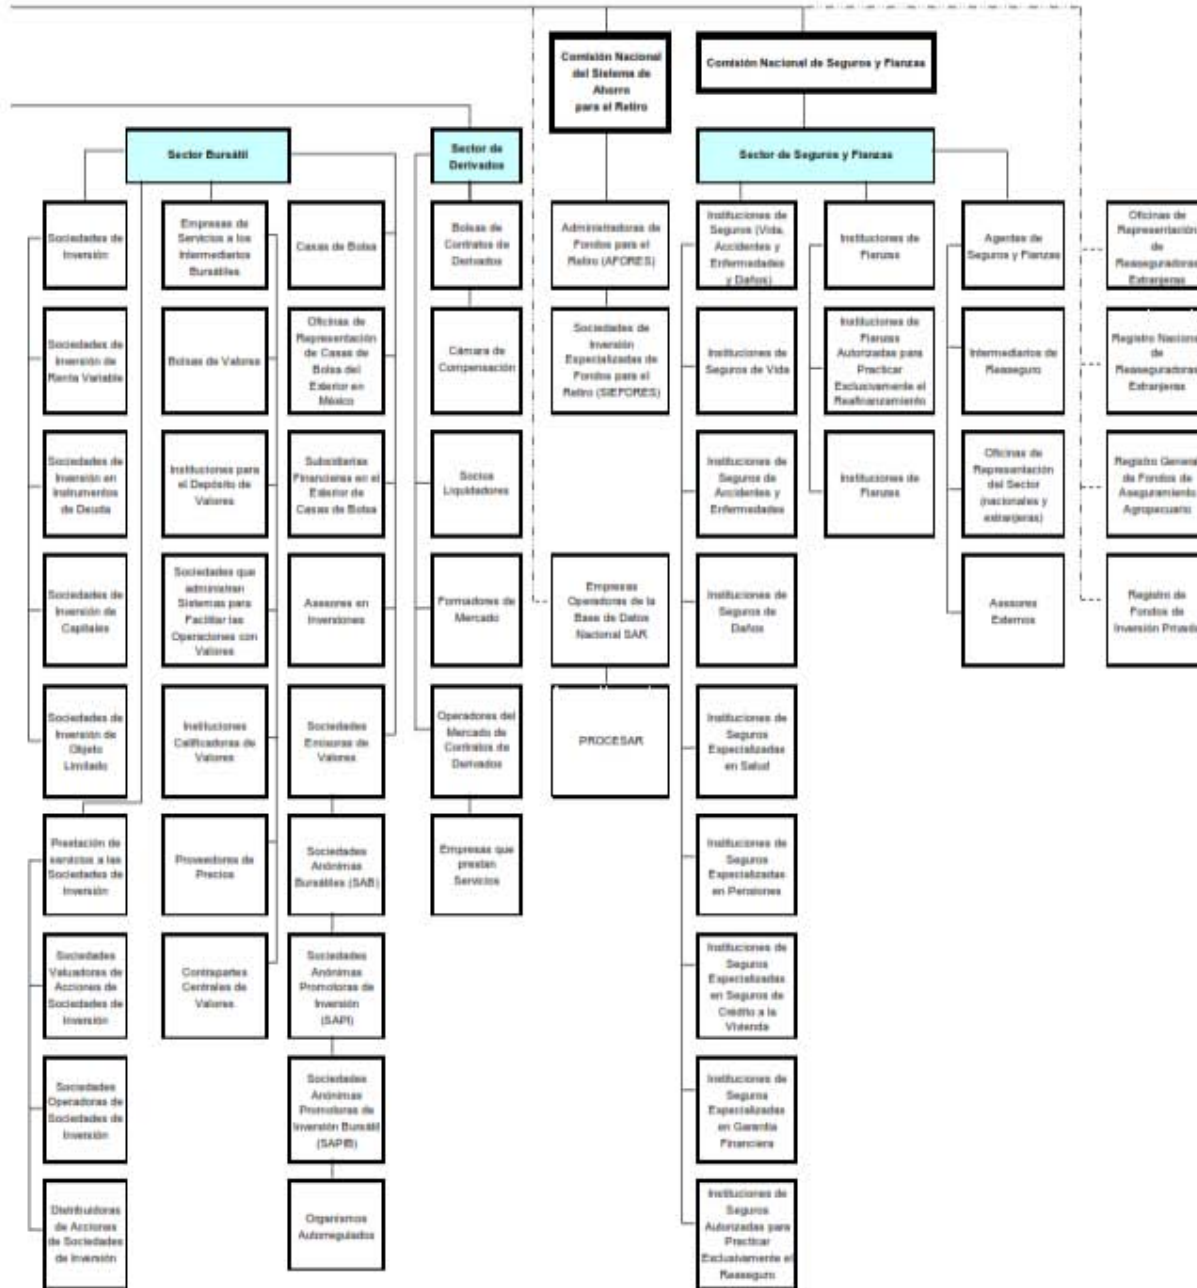 Comisión Nacional
del Sistema de
Ahorro
para el Retiro
Comisión Nacional de Seguros y Fianzas
Sector Bursátil
Sector de
Derivados
Sector de Seguros y Fianzas
Sociedades de
Inversión
Empresas de
Servicios a los
Intermediarios
Bursátiles
Casas de Bolsa
Bolsas de
Contratos de
Derivados
Administradoras de
Fondos para el
Retiro (AFORES)
Instituciones de
Seguros (Vida,
Accidentes y
Enfermedades
y Daños)
Instituciones de
Fianzas
Agentes de
Seguros y Fianzas
Oficinas de
Representación
de
Reaseguradoras
Extranjeras
Sociedades de
Inversión de
Renta Variable
Bolsas de Valores
Oficinas de
Representación
de Casas de
Bolsa del
Exterior en
México
Cámara de
Compensación
Sociedades de
Inversión
Especializadas de
Fondos para el
Retiro (SIEFORES)
Instituciones de
Seguros de Vida
Instituciones de
Fianzas
Autorizadas para
Practicar
Exclusivamente el
Reafinanzamiento
Intermediarios de
Reaseguro
Registro Nacional
de
Reaseguradoras
Extranjeras
Sociedades de
Inversión en
Instrumentos
de Deuda
Instituciones para
el Depósito de
Valores
Subsidiarias
Financieras en el
Exterior de
Casas de Bolsa
Socios
Liquidadores
Instituciones de
Seguros de
Accidentes y
Enfermedades
Instituciones de
Fianzas
Oficinas de
Representación
del Sector
(nacionales y
extranjeras)
Registro General
de Fondos de
Aseguramiento
Agropecuario
Sociedades de
Inversión de
Capitales
Sociedades que
administran
Sistemas para
Facilitar las
Operaciones con
Valores
Asesores en
Inversiones
Formadores de
Mercado
Empresas
Operadoras de la
Base de Datos
Nacional SAR
Instituciones de
Seguros de
Daños
Asesores
Externos
Registro de
Fondos de
Inversión Privado
Sociedades de
Inversión de
Objeto
Limitado
Instituciones
Calificadoras de
Valores
Sociedades
Emisoras de
Valores
Operadores del
Mercado de
Contratos de
Derivados
PROCESAR
Instituciones de
Seguros
Especializadas
en Salud
Prestación de
servicios a las
Sociedades de
Inversión
Proveedores de
Precios
Sociedades
Anónimas
Bursátiles (SAB)
Empresas que
prestan
Servicios
Instituciones de
Seguros
Especializadas
en Pensiones
Sociedades
Valuadoras de
Acciones de
Sociedades de
Inversión
Contrapartes
Centrales de
Valores
Sociedades
Anónimas
Promotoras de
Inversión
(SAPI)
Instituciones de
Seguros
Especializadas
en Seguros de
Crédito a la
Vivienda
Sociedades
Operadoras de
Sociedades de
Inversión
Sociedades
Anónimas
Promotoras de
Inversión Bursátil
(SAPIB)
Instituciones de
Seguros
Especializadas
en Garantía
Financiera
Distribuidoras
de Acciones
de Sociedades
de Inversión
Organismos
Autorregulados
Instituciones de
Seguros
Autorizadas para
Practicar
Exclusivamente el
Reaseguro